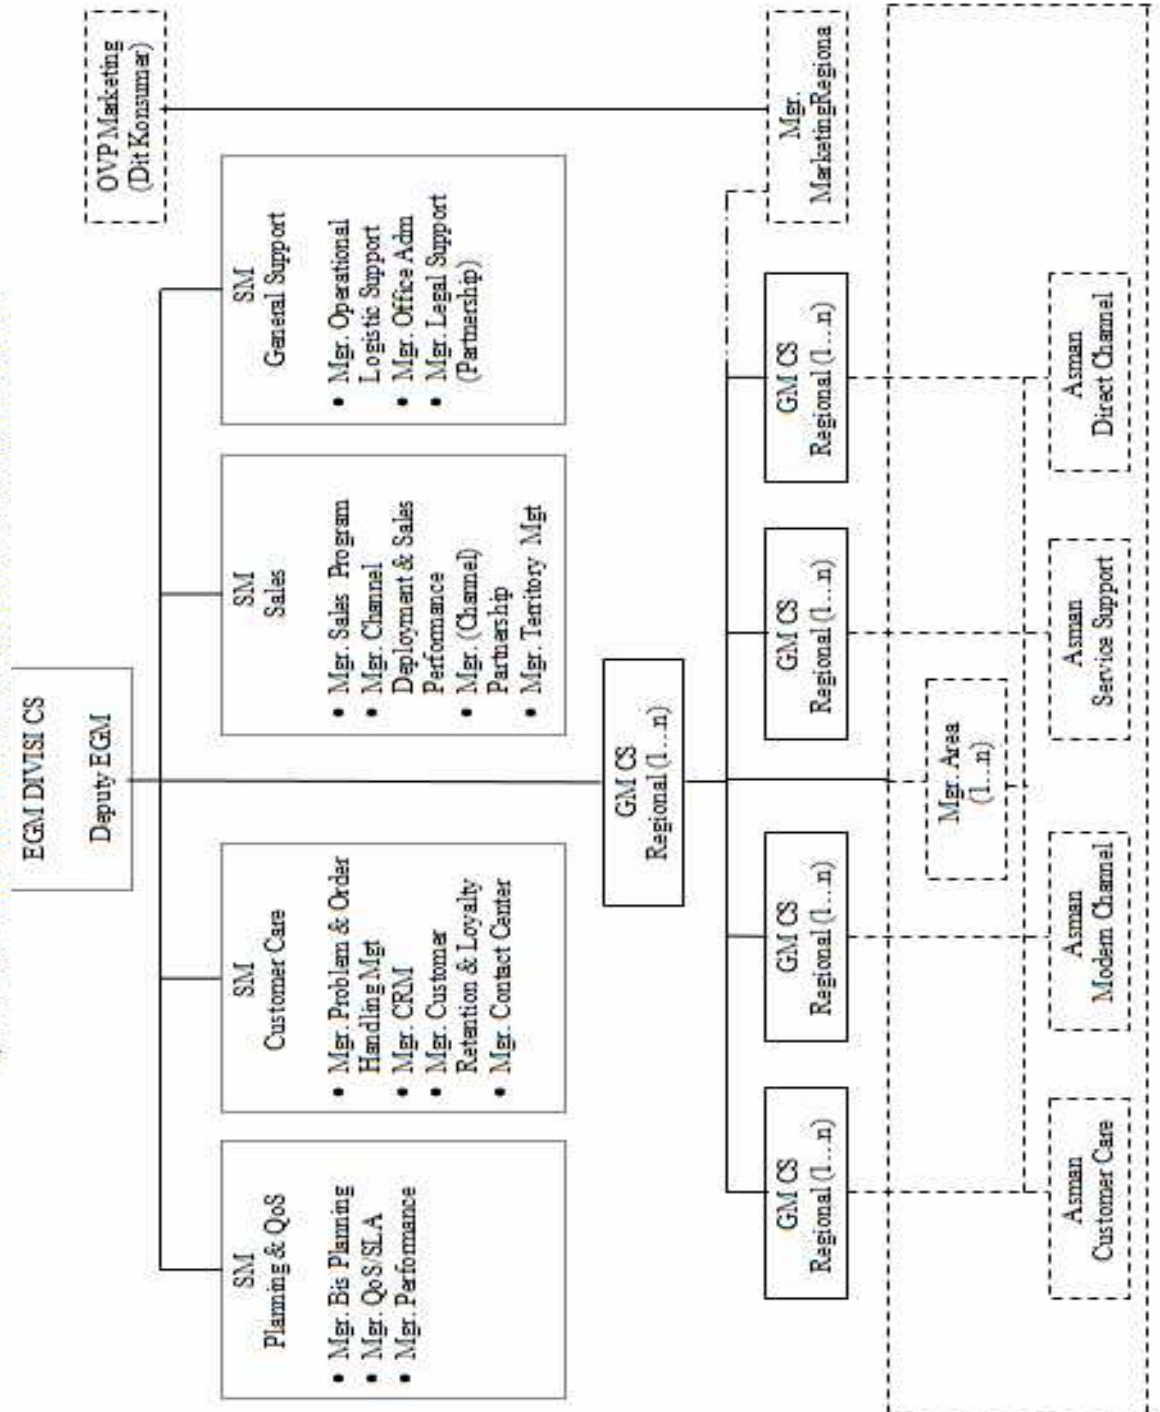 EGM DIVISI CS
Deputy EGM
OVP Marketing
(Dit Konsumer)
SM
Planning & QoS
• Mgr. Bis Planning
• Mgr. QoS/SLA
• Mgr. Performance
SM
Customer Care
• Mgr. Problem & Order
Handling Mgt
• Mgr. CRM
• Mgr. Customer
Retention & Loyalty
• Mgr. Contact Center
SM
Sales
• Mgr. Sales Program
• Mgr. Channel
Deployment & Sales
Performance
• Mgr. (Channel)
Partnership
• Mgr. Territory Mgt
SM
General Support
• Mgr. Operational
Logistic Support
• Mgr. Office Adm
• Mgr. Legal Support
(Partnership)
GM CS
Regional (1...n)
GM CS
Regional (1...n)
GM CS
Regional (1...n)
GM CS
Regional (1...n)
GM CS
Regional (1...n)
Mgr.
MarketingRegiona
Mgr. Area
(1...n)
Asman
Customer Care
Asman
Modern Channel
Asman
Service Support
Asman
Direct Channel